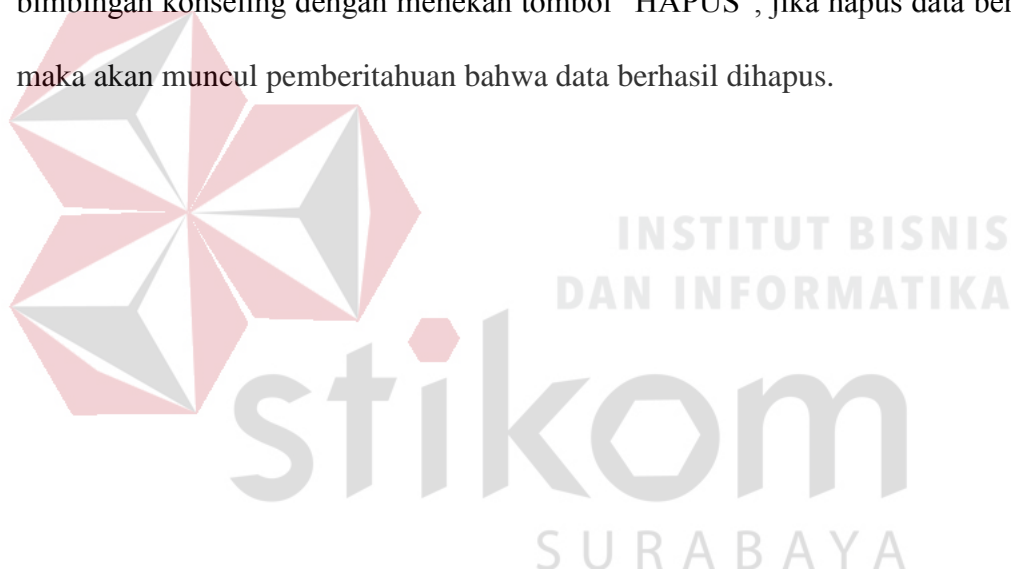 bimbingan konseling dengan menekan tombol "HAPUS", jika hapus data
maka akan muncul pemberitahuan bahwa data berhasil dihapus.
INSTITUT BISNIS
DAN INFORMATIKA
stikom
SURABAYA